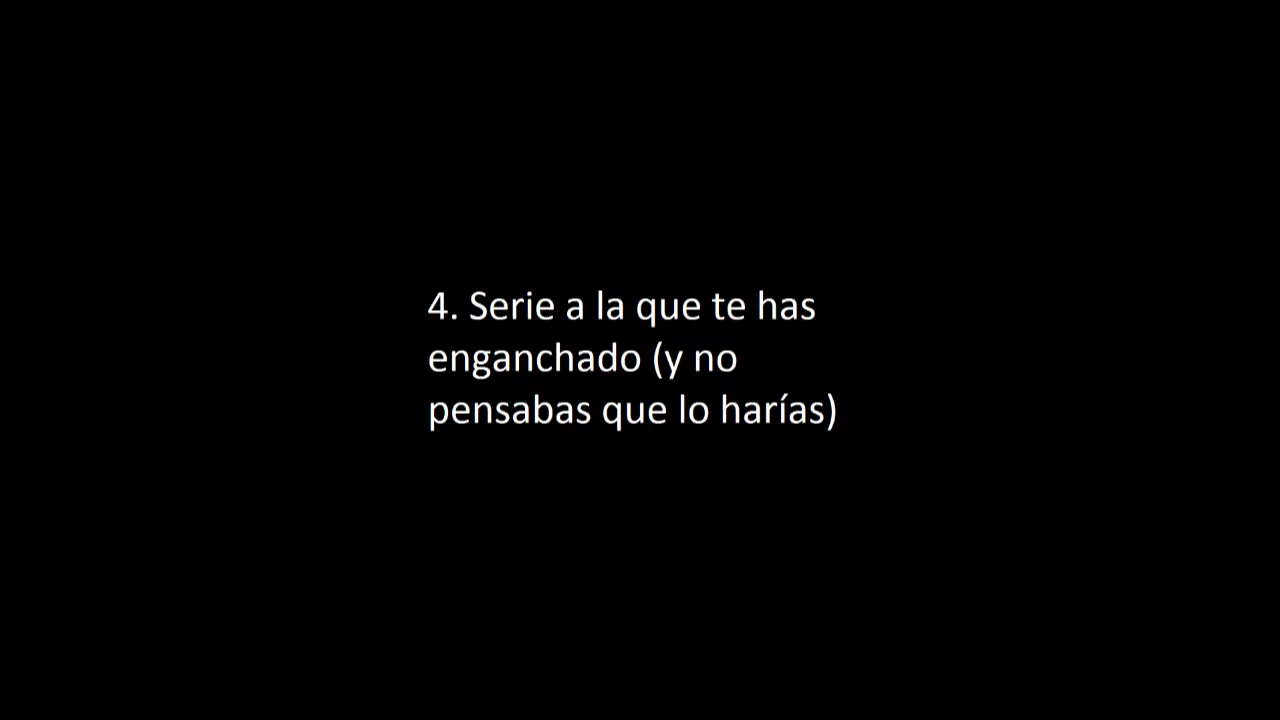 4. Serie a la que te has
enganchado (y no
pensabas que lo harías)